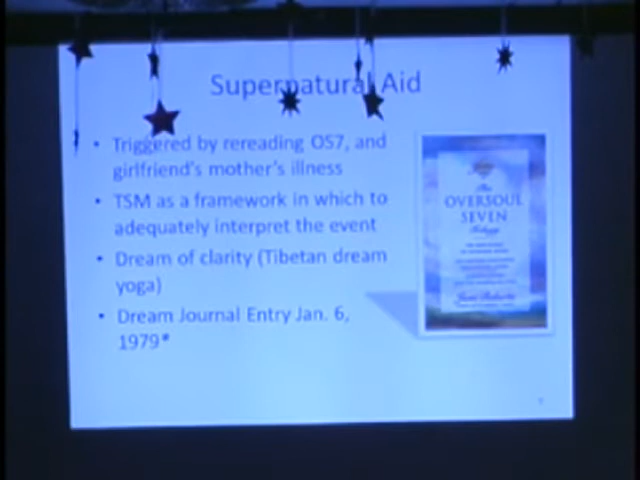 Supernatural Aid
• Triggered by rereading OS7, and
girlfriend's mother's illness
• TSM as a framework in which to
adequately interpret the event
• Dream of clarity (Tibetan dream
yoga)
• Dream Journal Entry Jan. 6,
1979*
The
OVERSOUL
SEVEN
Trilogy
Jane Roberts